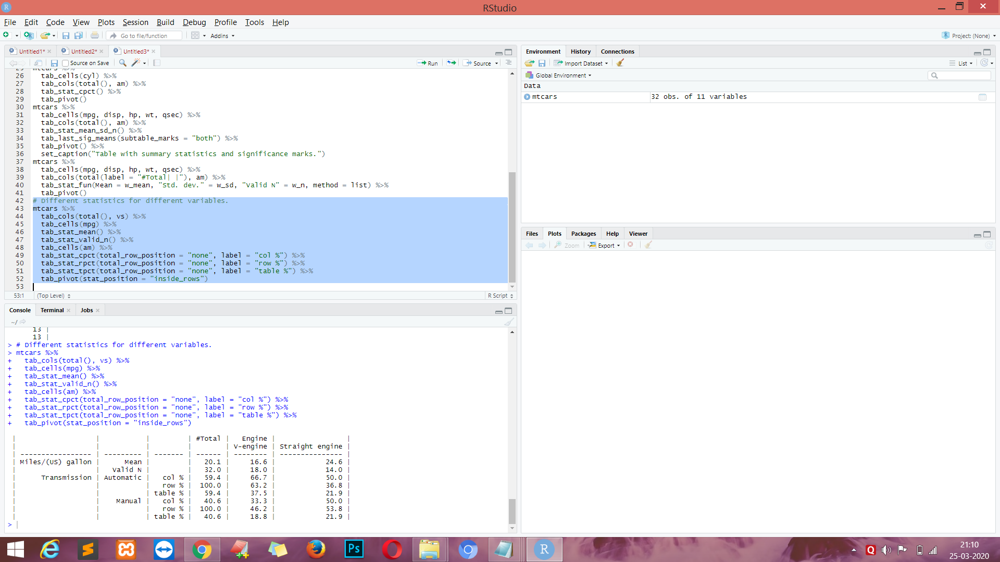 RStudio
File Edit Code View Plots Session Build Debug Profile Tools Help
Go to file/function Addins Project: (None)
Untitled1* Untitled2* Untitled3*
Source on Save Run Source
26 tab_cells(cyl) %>%
27 tab_cols(total(), am) %>%
28 tab_stat_cpct() %>%
29 tab_pivot()
30 mtcars %>%
31 tab_cells(mpg, disp, hp, wt, qsec) %>%
32 tab_cols(total(), am) %>%
33 tab_stat_mean_sd_n() %>%
34 tab_last_sig_means(subtable_marks = "both") %>%
35 tab_pivot() %>%
36 set_caption("Table with summary statistics and significance marks.")
37 mtcars %>%
38 tab_cells(mpg, disp, hp, wt, qsec) %>%
39 tab_cols(total(label = "#Total| |"), am) %>%
40 tab_stat_fun(Mean = w_mean, "Std. dev." = w_sd, "Valid N" = w_n, method = list) %>%
41 tab_pivot()
42 # Different statistics for different variables.
43 mtcars %>%
44 tab_cols(total(), vs) %>%
45 tab_cells(mpg) %>%
46 tab_stat_mean() %>%
47 tab_stat_valid_n() %>%
48 tab_cells(am) %>%
49 tab_stat_cpct(total_row_position = "none", label = "col %") %>%
50 tab_stat_rpct(total_row_position = "none", label = "row %") %>%
51 tab_stat_tpct(total_row_position = "none", label = "table %") %>%
52 tab_pivot(stat_position = "inside_rows")
53
53:1 (Top Level) R Script
Console Terminal Jobs
~/
13 |
13 |
> # Different statistics for different variables.
> mtcars %>%
+ tab_cols(total(), vs) %>%
+ tab_cells(mpg) %>%
+ tab_stat_mean() %>%
+ tab_stat_valid_n() %>%
+ tab_cells(am) %>%
+ tab_stat_cpct(total_row_position = "none", label = "col %") %>%
+ tab_stat_rpct(total_row_position = "none", label = "row %") %>%
+ tab_stat_tpct(total_row_position = "none", label = "table %") %>%
+ tab_pivot(stat_position = "inside_rows")
| | | | #Total | Engine | |
| | | | | V-engine | Straight engine |
| ----------------- | --------- | ------- | ------ | -------- | --------------- |
| Miles/(US) gallon | Mean | | 20.1 | 16.6 | 24.6 |
| | Valid N | | 32.0 | 18.0 | 14.0 |
| Transmission | Automatic | col % | 59.4 | 66.7 | 50.0 |
| | | row % | 100.0 | 63.2 | 36.8 |
| | | table % | 59.4 | 37.5 | 21.9 |
| | Manual | col % | 40.6 | 33.3 | 50.0 |
| | | row % | 100.0 | 46.2 | 53.8 |
| | | table % | 40.6 | 18.8 | 21.9 |
>
Environment History Connections
Import Dataset List
Global Environment
Data
mtcars 32 obs. of 11 variables
Files Plots Packages Help Viewer
Zoom Export
Ps
R
Q
21:10
25-03-2020